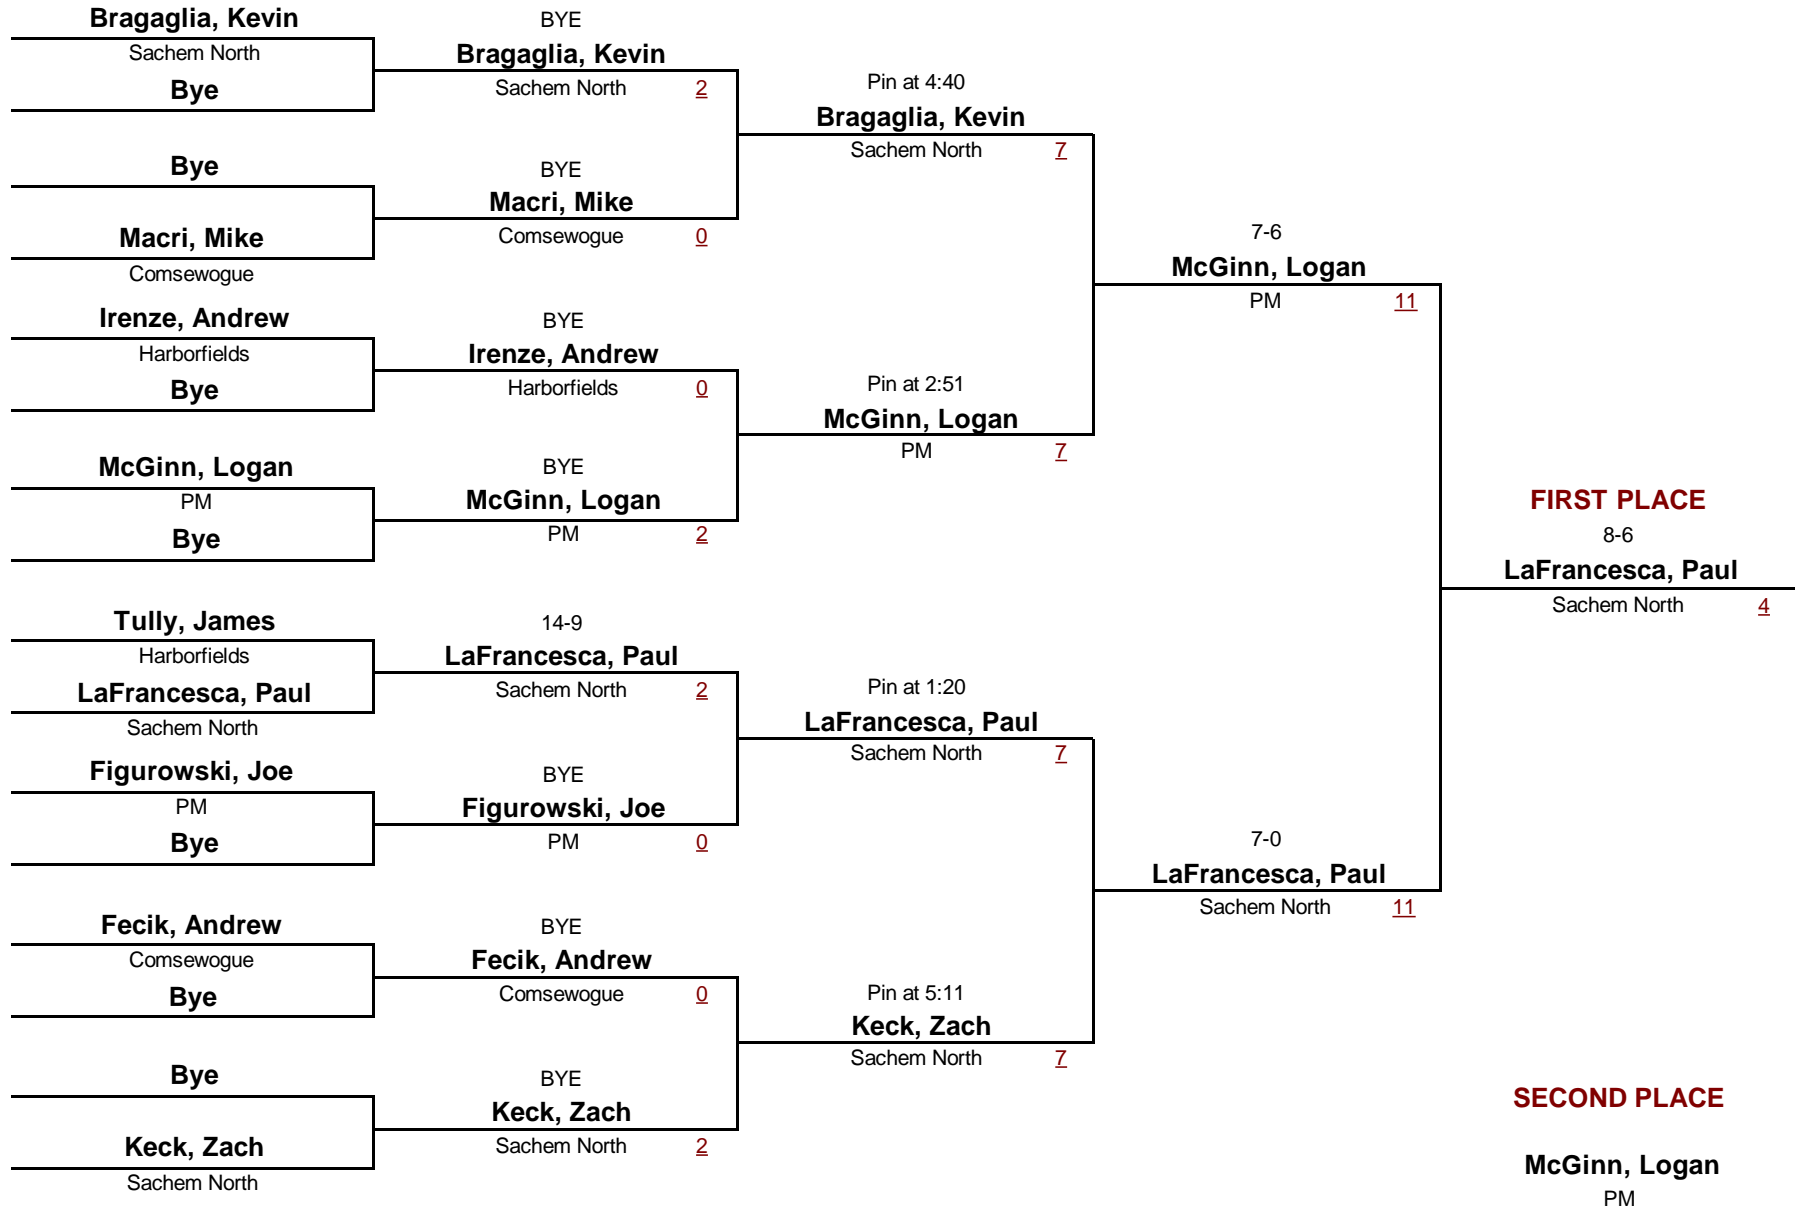 Bragaglia, Kevin
Sachem North
Bye
Bye
Macri, Mike
Comsewogue
Irenze, Andrew
Harborfields
Bye
McGinn, Logan
PM
Bye
Tully, James
Harborfields
LaFrancesca, Paul
Sachem North
Figurowski, Joe
PM
Bye
Fecik, Andrew
Comsewogue
Bye
Bye
Keck, Zach
Sachem North
BYE
Bragaglia, Kevin
Sachem North 2
BYE
Macri, Mike
Comsewogue 0
BYE
Irenze, Andrew
Harborfields 0
BYE
McGinn, Logan
PM 2
14-9
LaFrancesca, Paul
Sachem North 2
BYE
Figurowski, Joe
PM 0
BYE
Fecik, Andrew
Comsewogue 0
BYE
Keck, Zach
Sachem North 2
Pin at 4:40
Bragaglia, Kevin
Sachem North 7
Pin at 2:51
McGinn, Logan
PM 7
Pin at 1:20
LaFrancesca, Paul
Sachem North 7
Pin at 5:11
Keck, Zach
Sachem North 7
7-6
McGinn, Logan
PM 11
7-0
LaFrancesca, Paul
Sachem North 11
FIRST PLACE
8-6
LaFrancesca, Paul
Sachem North 4
SECOND PLACE
McGinn, Logan
PM